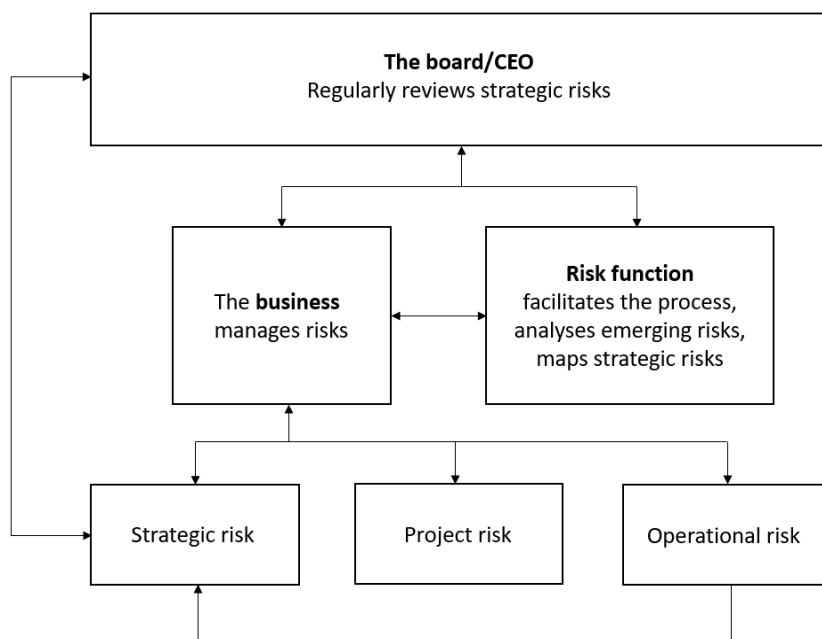 The board/CEO
Regularly reviews strategic risks
The business
manages risks
Risk function
facilitates the process,
analyses emerging risks,
maps strategic risks
Strategic risk
Project risk
Operational risk